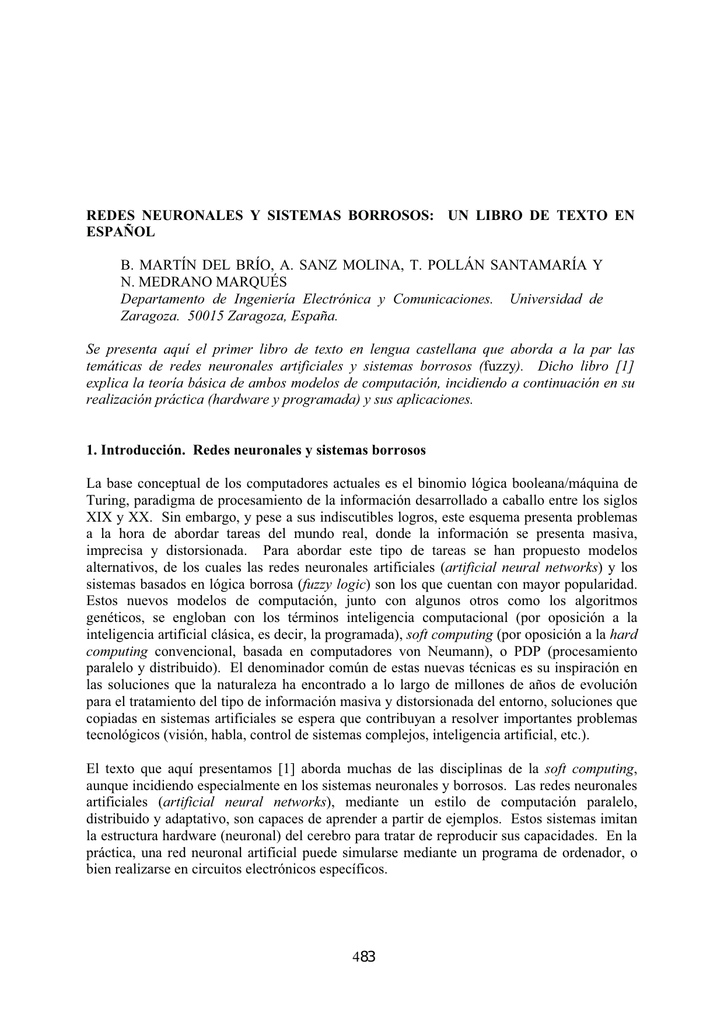 REDES NEURONALES Y SISTEMAS BORROSOS: UN LIBRO DE TEXTO EN
ESPAÑOL
B. MARTÍN DEL BRÍO, A. SANZ MOLINA, T. POLLÁN SANTAMARÍA Y
N. MEDRANO MARQUÉS
Departamento de Ingeniería Electrónica y Comunicaciones. Universidad de
Zaragoza. 50015 Zaragoza, España.
Se presenta aquí el primer libro de texto en lengua castellana que aborda a la par las
temáticas de redes neuronales artificiales y sistemas borrosos (fuzzy). Dicho libro [1]
explica la teoría básica de ambos modelos de computación, incidiendo a continuación en su
realización práctica (hardware y programada) y sus aplicaciones.
1. Introducción. Redes neuronales y sistemas borrosos
La base conceptual de los computadores actuales es el binomio lógica booleana/máquina de
Turing, paradigma de procesamiento de la información desarrollado a caballo entre los siglos
XIX y XX. Sin embargo, y pese a sus indiscutibles logros, este esquema presenta problemas
a la hora de abordar tareas del mundo real, donde la información se presenta masiva,
imprecisa y distorsionada. Para abordar este tipo de tareas se han propuesto modelos
alternativos, de los cuales las redes neuronales artificiales (artificial neural networks) y los
sistemas basados en lógica borrosa (fuzzy logic) son los que cuentan con mayor popularidad.
Estos nuevos modelos de computación, junto con algunos otros como los algoritmos
genéticos, se engloban con los términos inteligencia computacional (por oposición a la
inteligencia artificial clásica, es decir, la programada), soft computing (por oposición a la hard
computing convencional, basada en computadores von Neumann), o PDP (procesamiento
paralelo y distribuido). El denominador común de estas nuevas técnicas es su inspiración en
las soluciones que la naturaleza ha encontrado a lo largo de millones de años de evolución
para el tratamiento del tipo de información masiva y distorsionada del entorno, soluciones que
copiadas en sistemas artificiales se espera que contribuyan a resolver importantes problemas
tecnológicos (visión, habla, control de sistemas complejos, inteligencia artificial, etc.).
El texto que aquí presentamos [1] aborda muchas de las disciplinas de la soft computing,
aunque incidiendo especialmente en los sistemas neuronales y borrosos. Las redes neuronales
artificiales (artificial neural networks), mediante un estilo de computación paralelo,
distribuido y adaptativo, son capaces de aprender a partir de ejemplos. Estos sistemas imitan
la estructura hardware (neuronal) del cerebro para tratar de reproducir sus capacidades. En la
práctica, una red neuronal artificial puede simularse mediante un programa de ordenador, o
bien realizarse en circuitos electrónicos específicos.
483